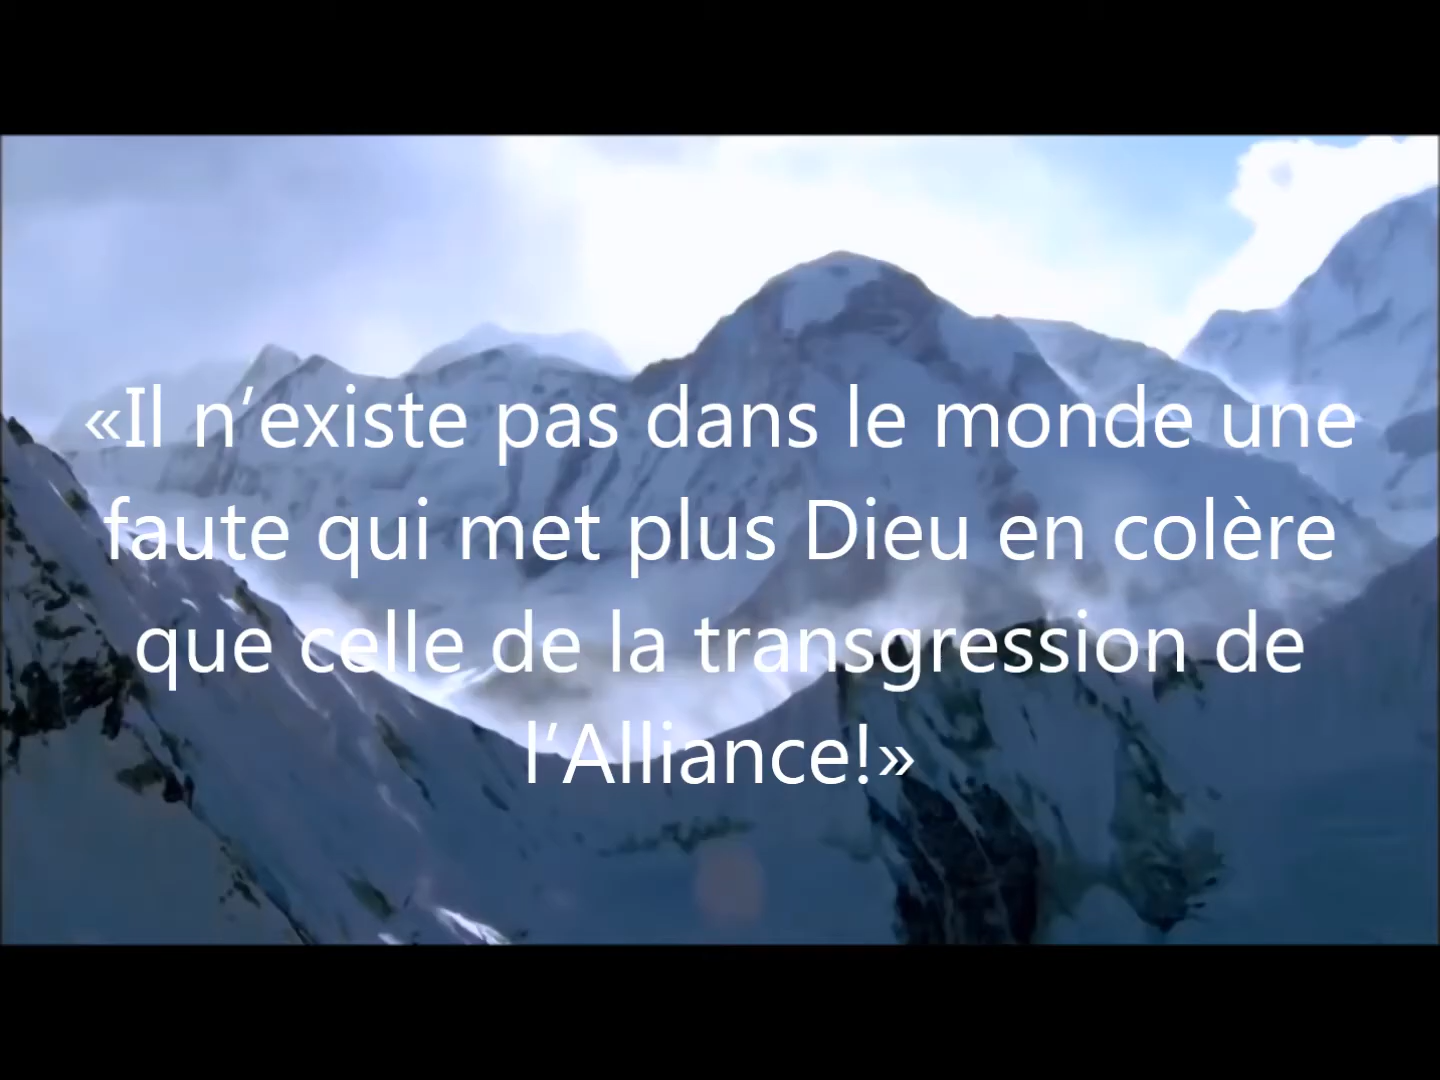 «Il n’existe pas dans le monde une
faute qui met plus Dieu en colère
que celle de la transgression de
l’Alliance!»